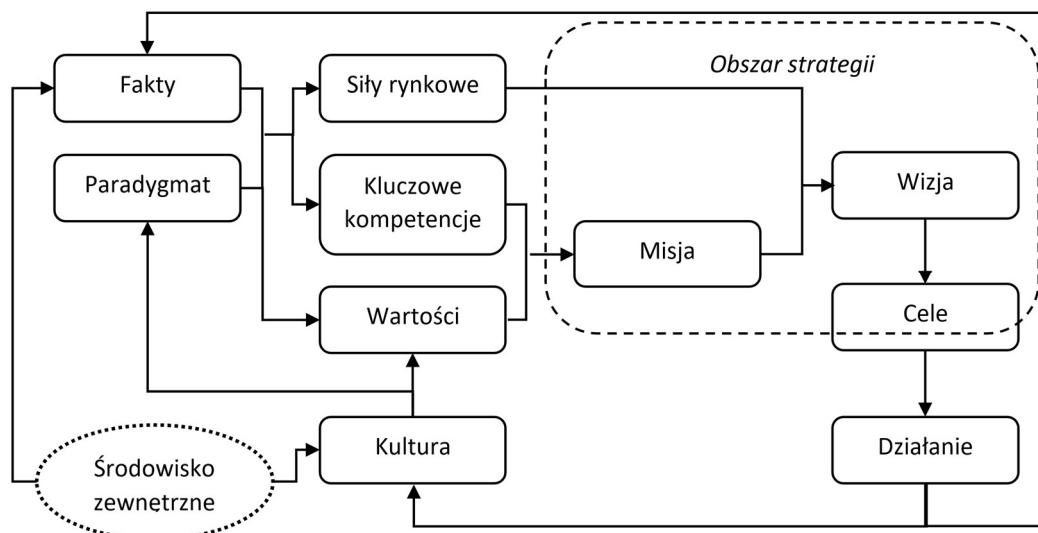 Fakty
Siły rynkowe
Obszar strategii
Paradygmat
Kluczowe
kompetencje
Wizja
Misja
Wartości
Cele
Kultura
Działanie
Środowisko
zewnętrzne